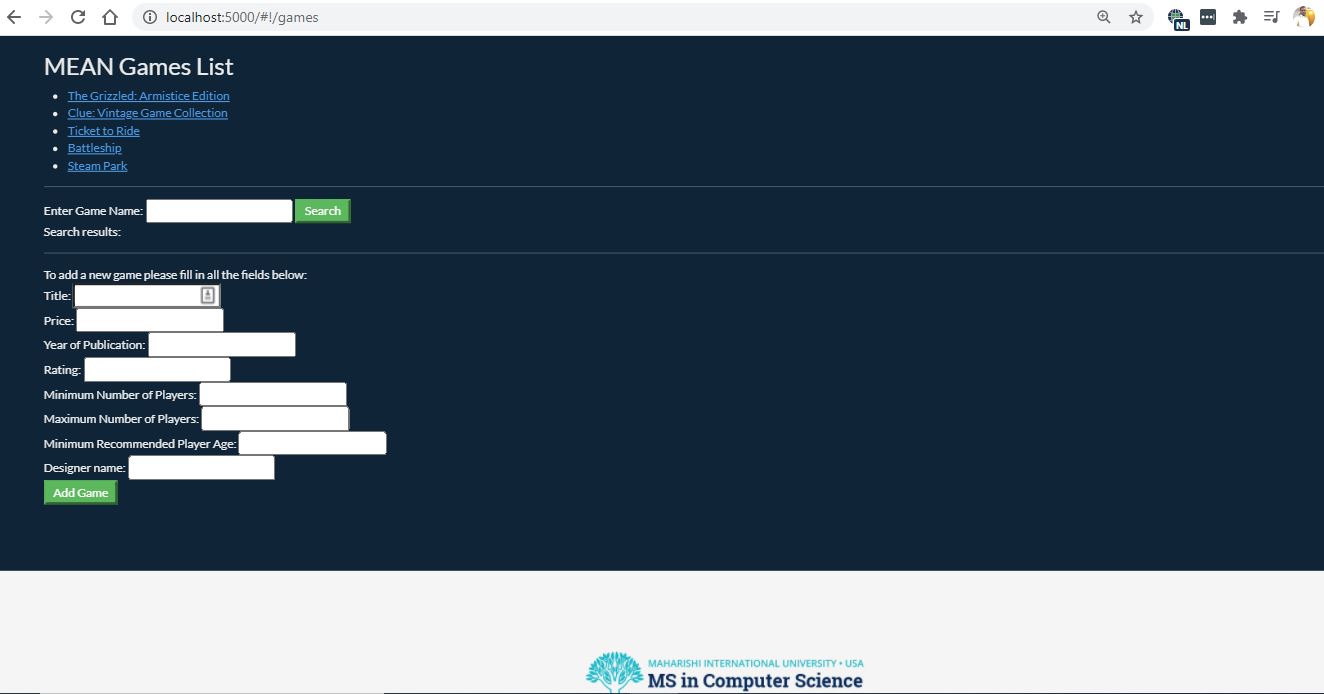 localhost:5000/#!/games
NL
MEAN Games List
The Grizzled: Armistice Edition
Clue: Vintage Game Collection
Ticket to Ride
Battleship
Steam Park
Enter Game Name: Search
Search results:
To add a new game please fill in all the fields below:
Title:
Price:
Year of Publication:
Rating:
Minimum Number of Players:
Maximum Number of Players:
Minimum Recommended Player Age:
Designer name:
Add Game
MAHARISHI INTERNATIONAL UNIVERSITY • USA
MS in Computer Science